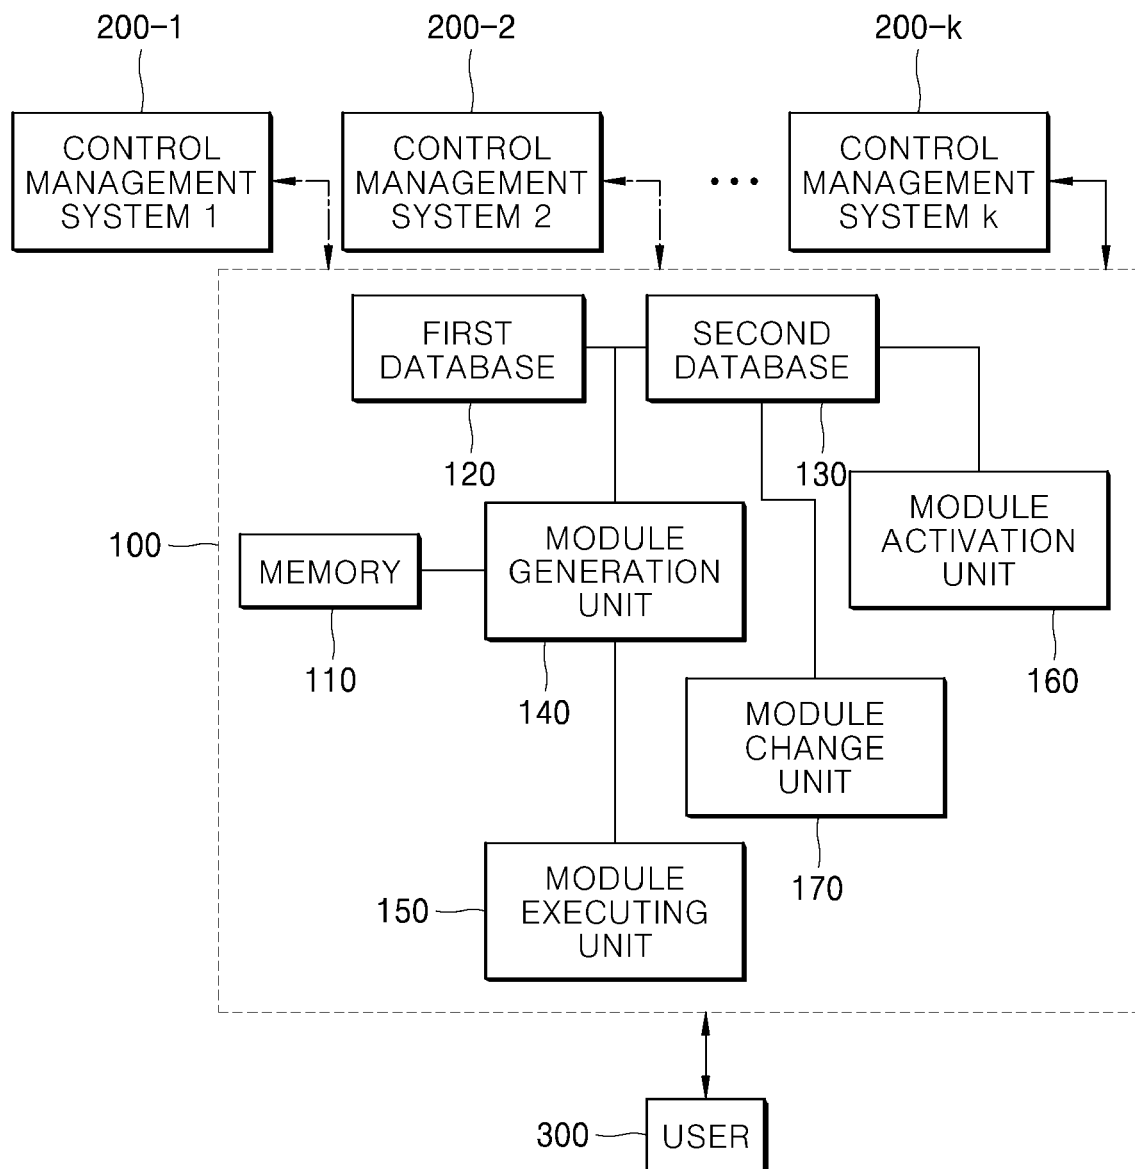 200-1
200-2
200-k
CONTROL
MANAGEMENT
SYSTEM 1
CONTROL
MANAGEMENT
SYSTEM 2
•••
CONTROL
MANAGEMENT
SYSTEM k
FIRST
DATABASE
SECOND
DATABASE
120
130
100
MEMORY
110
MODULE
GENERATION
UNIT
140
MODULE
ACTIVATION
UNIT
160
MODULE
CHANGE
UNIT
170
150
MODULE
EXECUTING
UNIT
300
USER